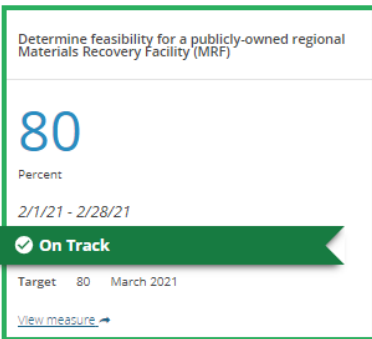 Determine feasibility for a publicly-owned regional
Materials Recovery Facility (MRF)
80
Percent
2/1/21 - 2/28/21
On Track
Target 80 March 2021
View measure